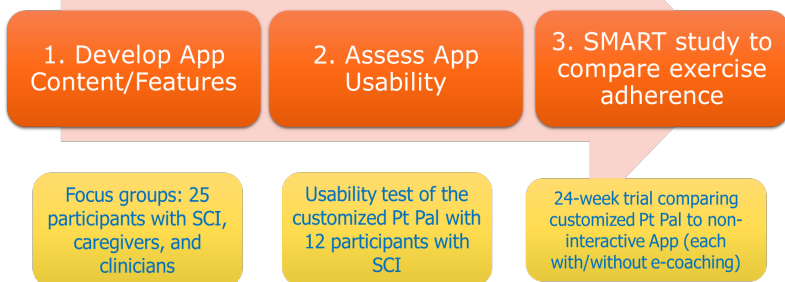 1. Develop App
Content/Features
2. Assess App
Usability
3. SMART study to
compare exercise
adherence
Focus groups: 25
participants with SCI,
caregivers, and
clinicians
Usability test of the
customized Pt Pal with
12 participants with
SCI
24-week trial comparing
customized Pt Pal to non-
interactive App (each
with/without e-coaching)